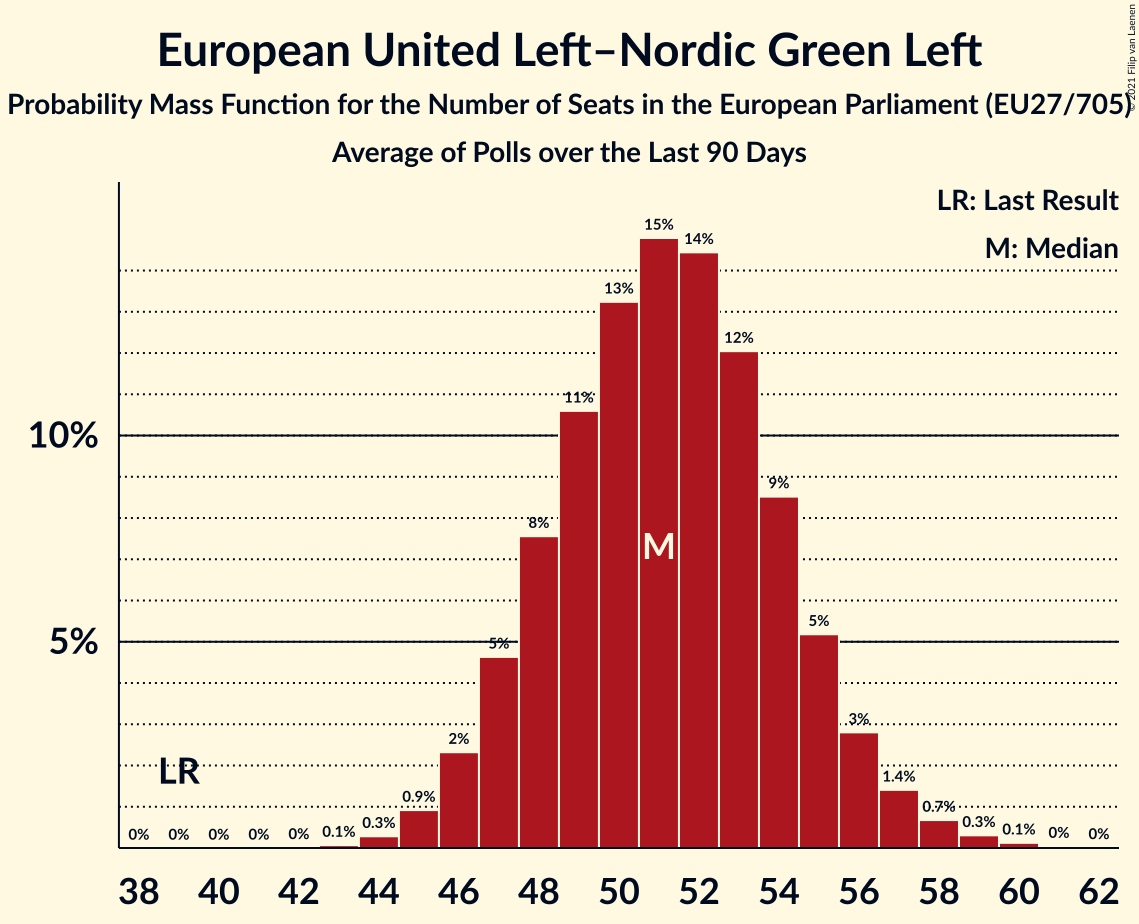 European United Left–Nordic Green Left
Probability Mass Function for the Number of Seats in the European Parliament (EU27/705)
Average of Polls over the Last 90 Days
© 2021 Filip van Laenen
LR: Last Result
M: Median
15%
14%
13%
12%
11%
10%
9%
8%
M
5%
5%
5%
3%
2%
LR
1.4%
0.9%
0.7%
0.3%
0.3%
0.1%
0.1%
0% 0% 0% 0% 0% 0% 0%
38 40 42 44 46 48 50 52 54 56 58 60 62